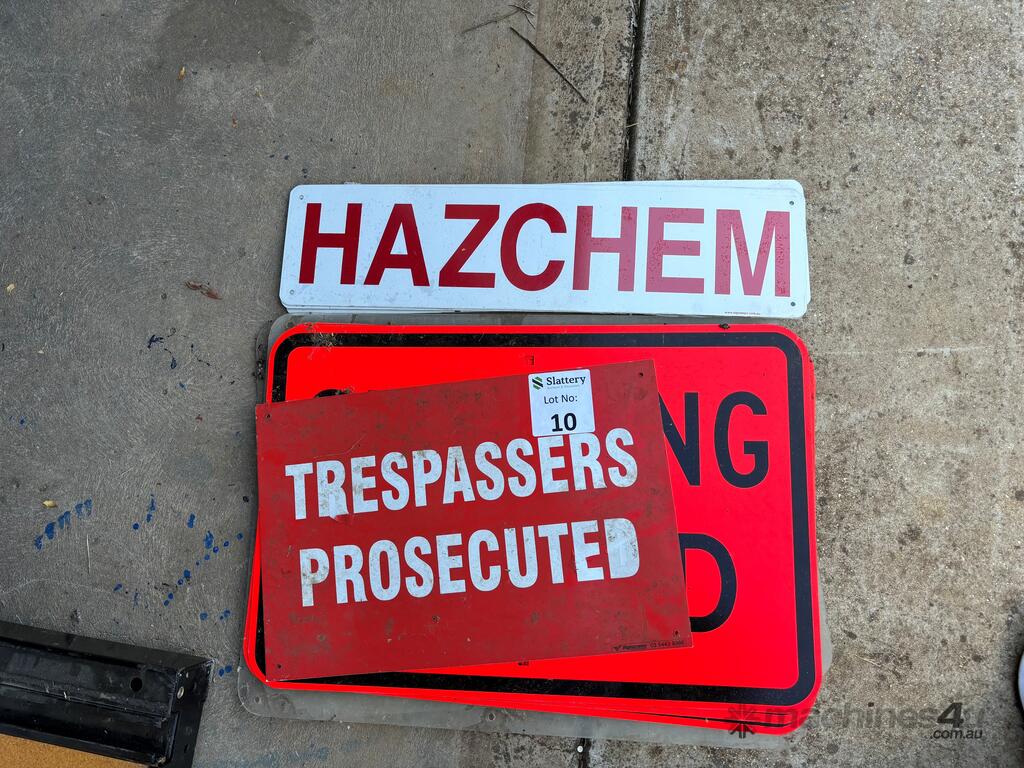 HAZCHEM
Slattery
Lot No:
10
NG
TRESPASSERS
PROSECUTED
D
machines4u
.com.au